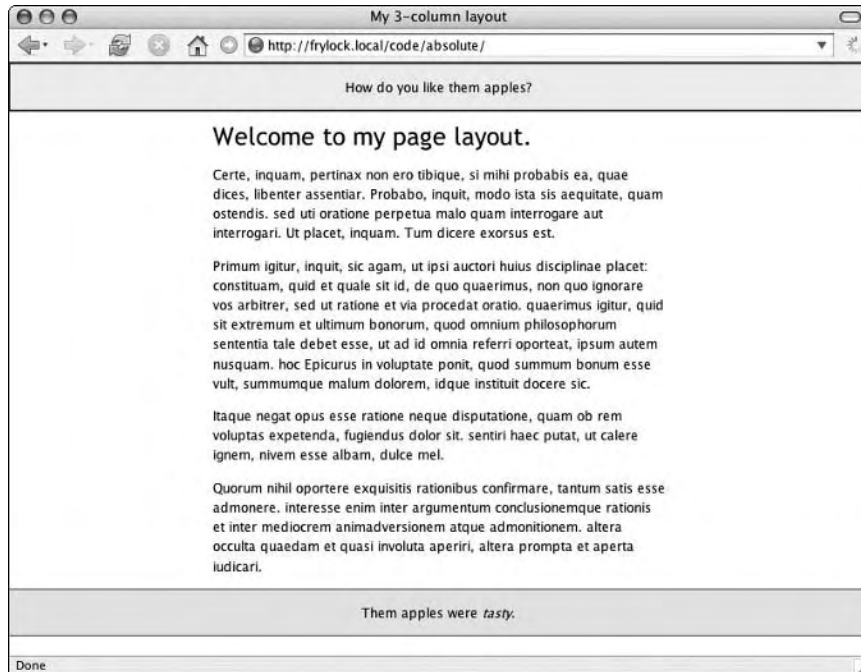 My 3-column layout
http://frylock.local/code/absolute/
How do you like them apples?
Welcome to my page layout.
Certe, inquam, pertinax non ero tibique, si mihi probabis ea, quae
dices, libenter assentiar. Probabo, inquit, modo ista sis aequitate, quam
ostendis. sed uti oratione perpetua malo quam interrogare aut
interrogari. Ut placet, inquam. Tum dicere exorsus est.
Primum igitur, inquit, sic agam, ut ipsi auctori huius disciplinae placet:
constituam, quid et quale sit id, de quo quaerimus, non quo ignorare
vos arbitrer, sed ut ratione et via procedat oratio. quaerimus igitur, quid
sit extremum et ultimum bonorum, quod omnium philosophorum
sententia tale debet esse, ut ad id omnia referri oporteat, ipsum autem
nusquam. hoc Epicurus in voluptate ponit, quod summum bonum esse
vult, summumque malum dolorem, idque instituit docere sic.
Itaque negat opus esse ratione neque disputatione, quam ob rem
voluptas expetenda, fugiendus dolor sit. sentiri haec putat, ut calere
ignem, nivem esse albam, dulce mel.
Quorum nihil oportere exquisitis rationibus confirmare, tantum satis esse
admonere. interesse enim inter argumentum conclusionemque rationis
et inter mediocrem animadversionem atque admonitionem. altera
occulta quaedam et quasi involuta aperiri, altera prompta et aperta
iudicari.
Them apples were tasty.
Done